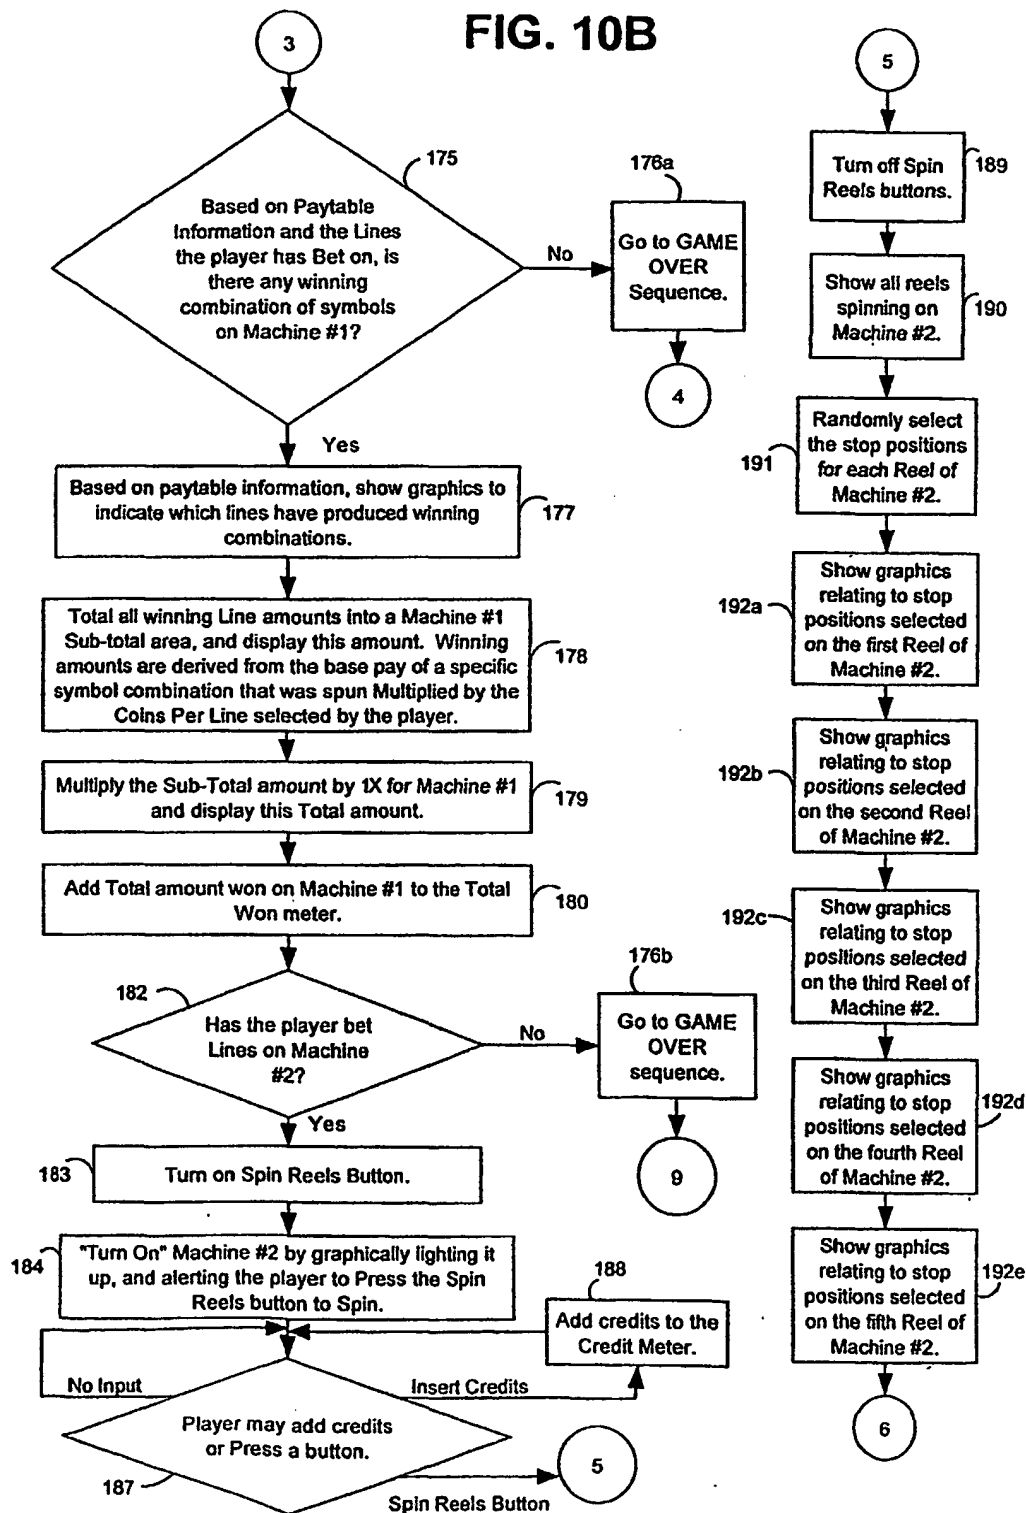 FIG. 10B
3
175
Based on Paytable
Information and the Lines
the player has Bet on, is
there any winning
combination of symbols
on Machine #1?
No
176a
Go to GAME
OVER
Sequence.
4
Yes
Based on paytable information, show graphics to
indicate which lines have produced winning
combinations.
177
Total all winning Line amounts into a Machine #1
Sub-total area, and display this amount. Winning
amounts are derived from the base pay of a specific
symbol combination that was spun Multiplied by the
Coins Per Line selected by the player.
178
Multiply the Sub-Total amount by 1X for Machine #1
and display this Total amount.
179
Add Total amount won on Machine #1 to the Total
Won meter.
180
182
Has the player bet
Lines on Machine
#2?
No
176b
Go to GAME
OVER
sequence.
9
Yes
183
Turn on Spin Reels Button.
184
"Turn On" Machine #2 by graphically lighting it
up, and alerting the player to Press the Spin
Reels button to Spin.
188
Add credits to the
Credit Meter.
No Input
Insert Credits
Player may add credits
or Press a button.
187
Spin Reels Button
5
5
Turn off Spin
Reels buttons.
189
Show all reels
spinning on
Machine #2.
190
191
Randomly select
the stop positions
for each Reel of
Machine #2.
192a
Show graphics
relating to stop
positions selected
on the first Reel of
Machine #2.
192b
Show graphics
relating to stop
positions selected
on the second Reel
of Machine #2.
192c
Show graphics
relating to stop
positions selected
on the third Reel of
Machine #2.
Show graphics
relating to stop
positions selected
on the fourth Reel
of Machine #2.
192d
Show graphics
relating to stop
positions selected
on the fifth Reel of
Machine #2.
192e
6